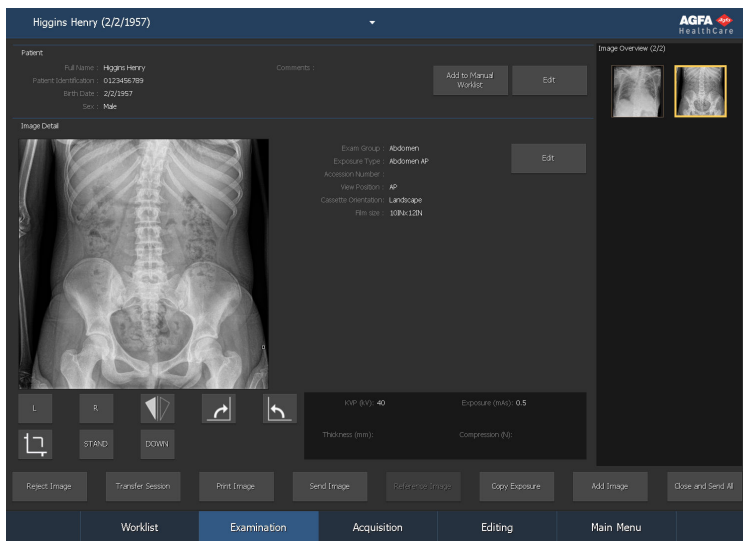 Higgins Henry (2/2/1957)
AGFA
HealthCare
Patient
Full Name : Higgins Henry
Patient Identification : 0123456789
Birth Date : 2/2/1957
Sex : Male
Comments :
Add to Manual
Worklist
Edit
Image Overview (2/2)
Image Detail
Exam Group : Abdomen
Exposure Type : Abdomen AP
Accession Number :
View Position : AP
Cassette Orientation: Landscape
Film size : 10INx12IN
Edit
L
R
STAND
DOWN
KVP (kV): 40
Exposure (mAs): 0.5
Thickness (mm):
Compression (N):
Reject Image
Transfer Session
Print Image
Send Image
Reference Image
Copy Exposure
Add Image
Close and Send All
Worklist
Examination
Acquisition
Editing
Main Menu